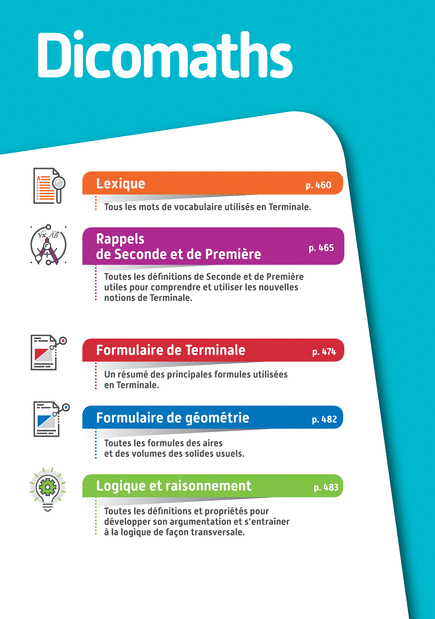 Dicomaths
Lexique p. 460
Tous les mots de vocabulaire utilisés en Terminale.
Rappels
de Seconde et de Première p. 465
Toutes les définitions de Seconde et de Première
utiles pour comprendre et utiliser les nouvelles
notions de Terminale.
Formulaire de Terminale p. 474
Un résumé des principales formules utilisées
en Terminale.
Formulaire de géométrie p. 482
Toutes les formules des aires
et des volumes des solides usuels.
Logique et raisonnement p. 483
Toutes les définitions et propriétés pour
développer son argumentation et s'entraîner
à la logique de façon transversale.